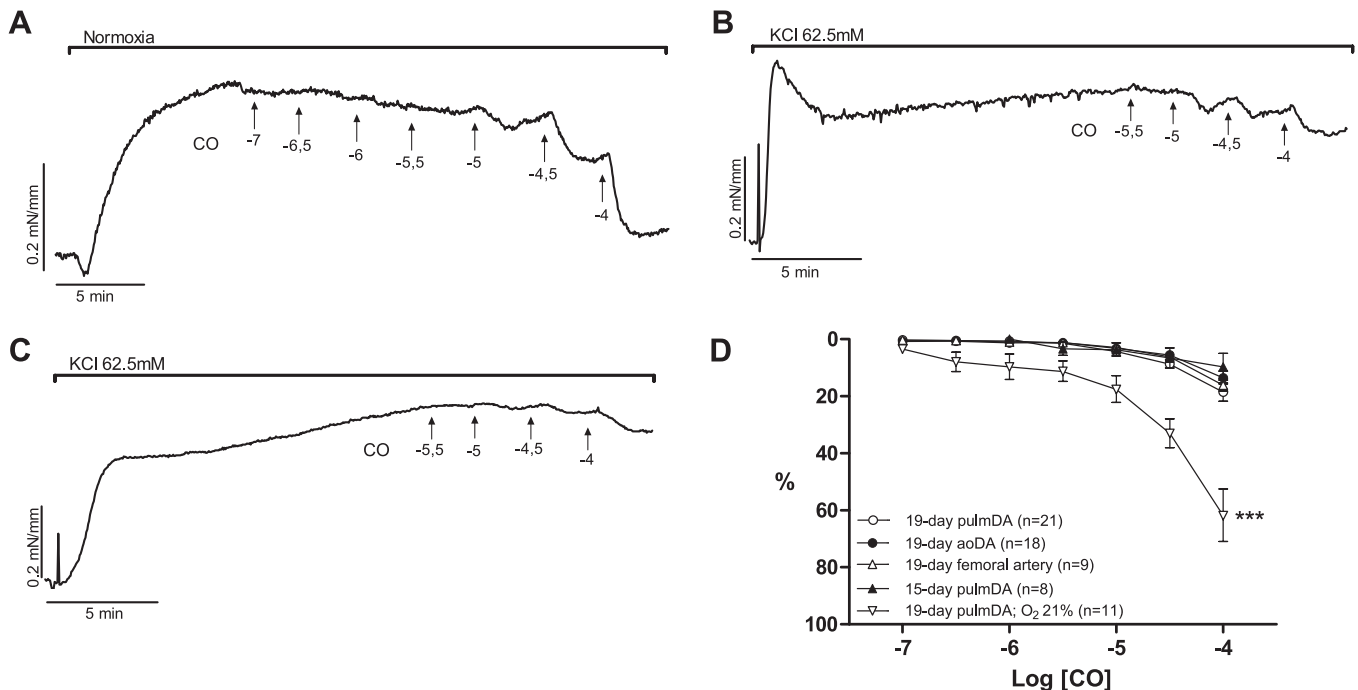 A
Normoxia
CO
-7
-6,5
-6
-5,5
-5
-4,5
-4
0.2 mN/mm
5 min
B
KCl 62.5mM
CO
-5,5
-5
-4,5
-4
0.2 mN/mm
5 min
C
KCl 62.5mM
CO
-5,5
-5
-4,5
-4
0.2 mN/mm
5 min
D
0
20
40
60
80
100
%
***
19-day pulmDA (n=21)
19-day aoDA (n=18)
19-day femoral artery (n=9)
15-day pulmDA (n=8)
19-day pulmDA; O₂ 21% (n=11)
-7
-6
-5
-4
Log [CO]